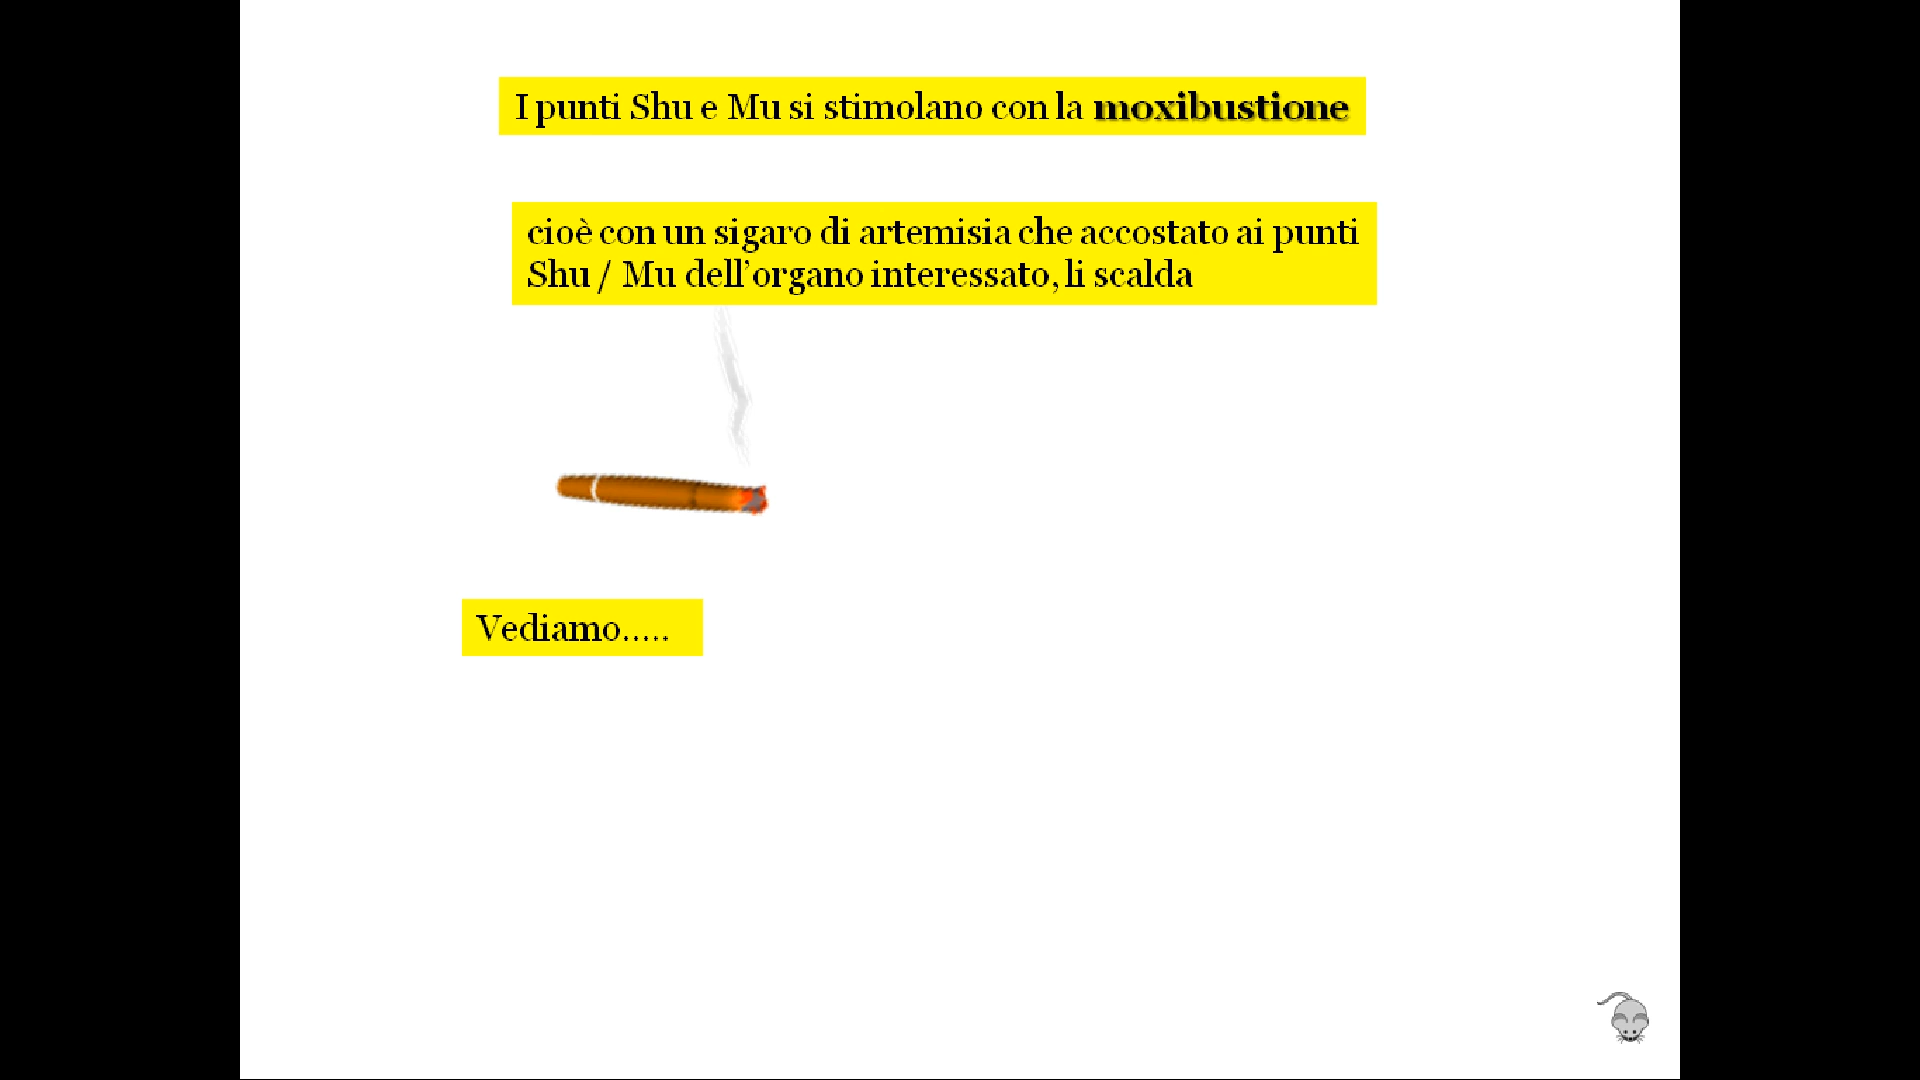 I punti Shu e Mu si stimolano con la moxibustione
cioè con un sigaro di artemisia che accostato ai punti
Shu / Mu dell’organo interessato, li scalda
Vediamo.....